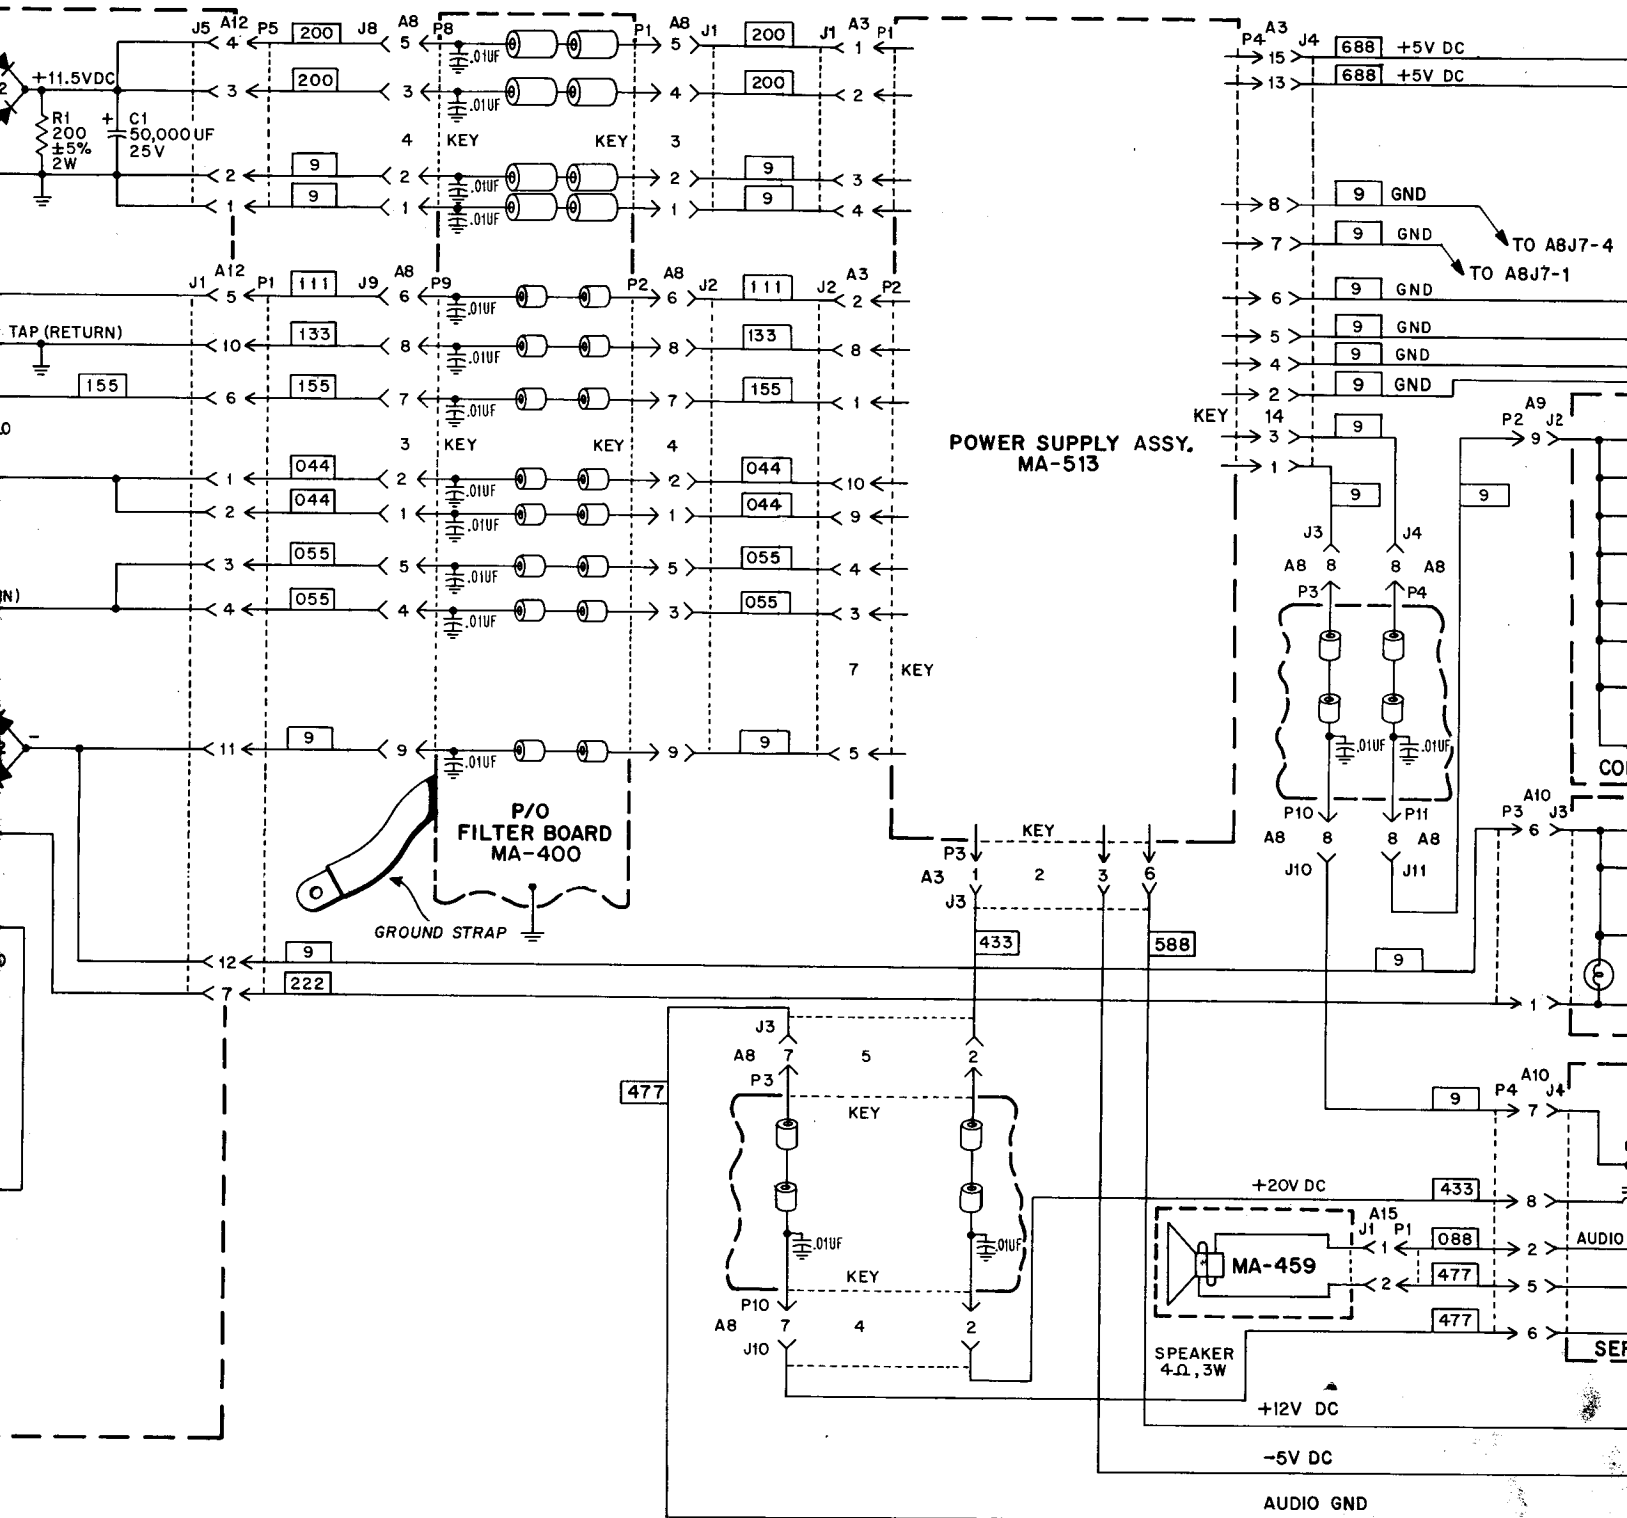 J5 A12 P5 200 J8 A8 P8 P1 A8 J1 200 J1 A3 P1
4 5 5 1
.01UF
P4 A3 J4 688 +5V DC
15
+11.5VDC 3 200 3 .01UF 4 200 2
13 688 +5V DC
R1
200
±5%
2W
+ C1
50,000UF
25V
4 KEY KEY 3
2 9 2 .01UF 2 9 3
1 9 1 .01UF 1 9 4
8 9 GND
7 9 GND TO A8J7-4
TO A8J7-1
J1 A12 P1 111 J9 A8 P9 P2 A8 J2 111 J2 A3 P2
5 6 .01UF 6 2
6 9 GND
TAP (RETURN) 10 133 8 .01UF 8 133 8
5 9 GND
4 9 GND
155 6 155 7 .01UF 7 155 1
2 9 GND
KEY 14
3 9
3 KEY KEY 4
POWER SUPPLY ASSY.
MA-513
A9
P2 9 J2
1 044 2 .01UF 2 044 10
1 9 9
2 044 1 .01UF 1 044 9
J3 J4
3 055 5 .01UF 5 055 4
A8 8 8 A8
P3 P4
4 055 4 .01UF 3 055 3
7 KEY
11 9 9 .01UF 9 9 5
.01UF .01UF
P/O
FILTER BOARD
MA-400
GROUND STRAP
P10 P11
A8 8 8 A8
J10 J11
A10
P3 6 J3
KEY
P3
A3 1 2 3 6
J3
433 588
12 9 9
7 222 1
J3
A8 7 5 2
P3
477
KEY
.01UF .01UF
KEY
P10
A8 7 4 2
J10
A10
9 P4 7 J4
+20V DC 433 8
A15
J1 P1
1 088 2 AUDIO
MA-459
2 477 5
477 6
SPEAKER
4Ω, 3W
+12V DC
-5V DC
AUDIO GND